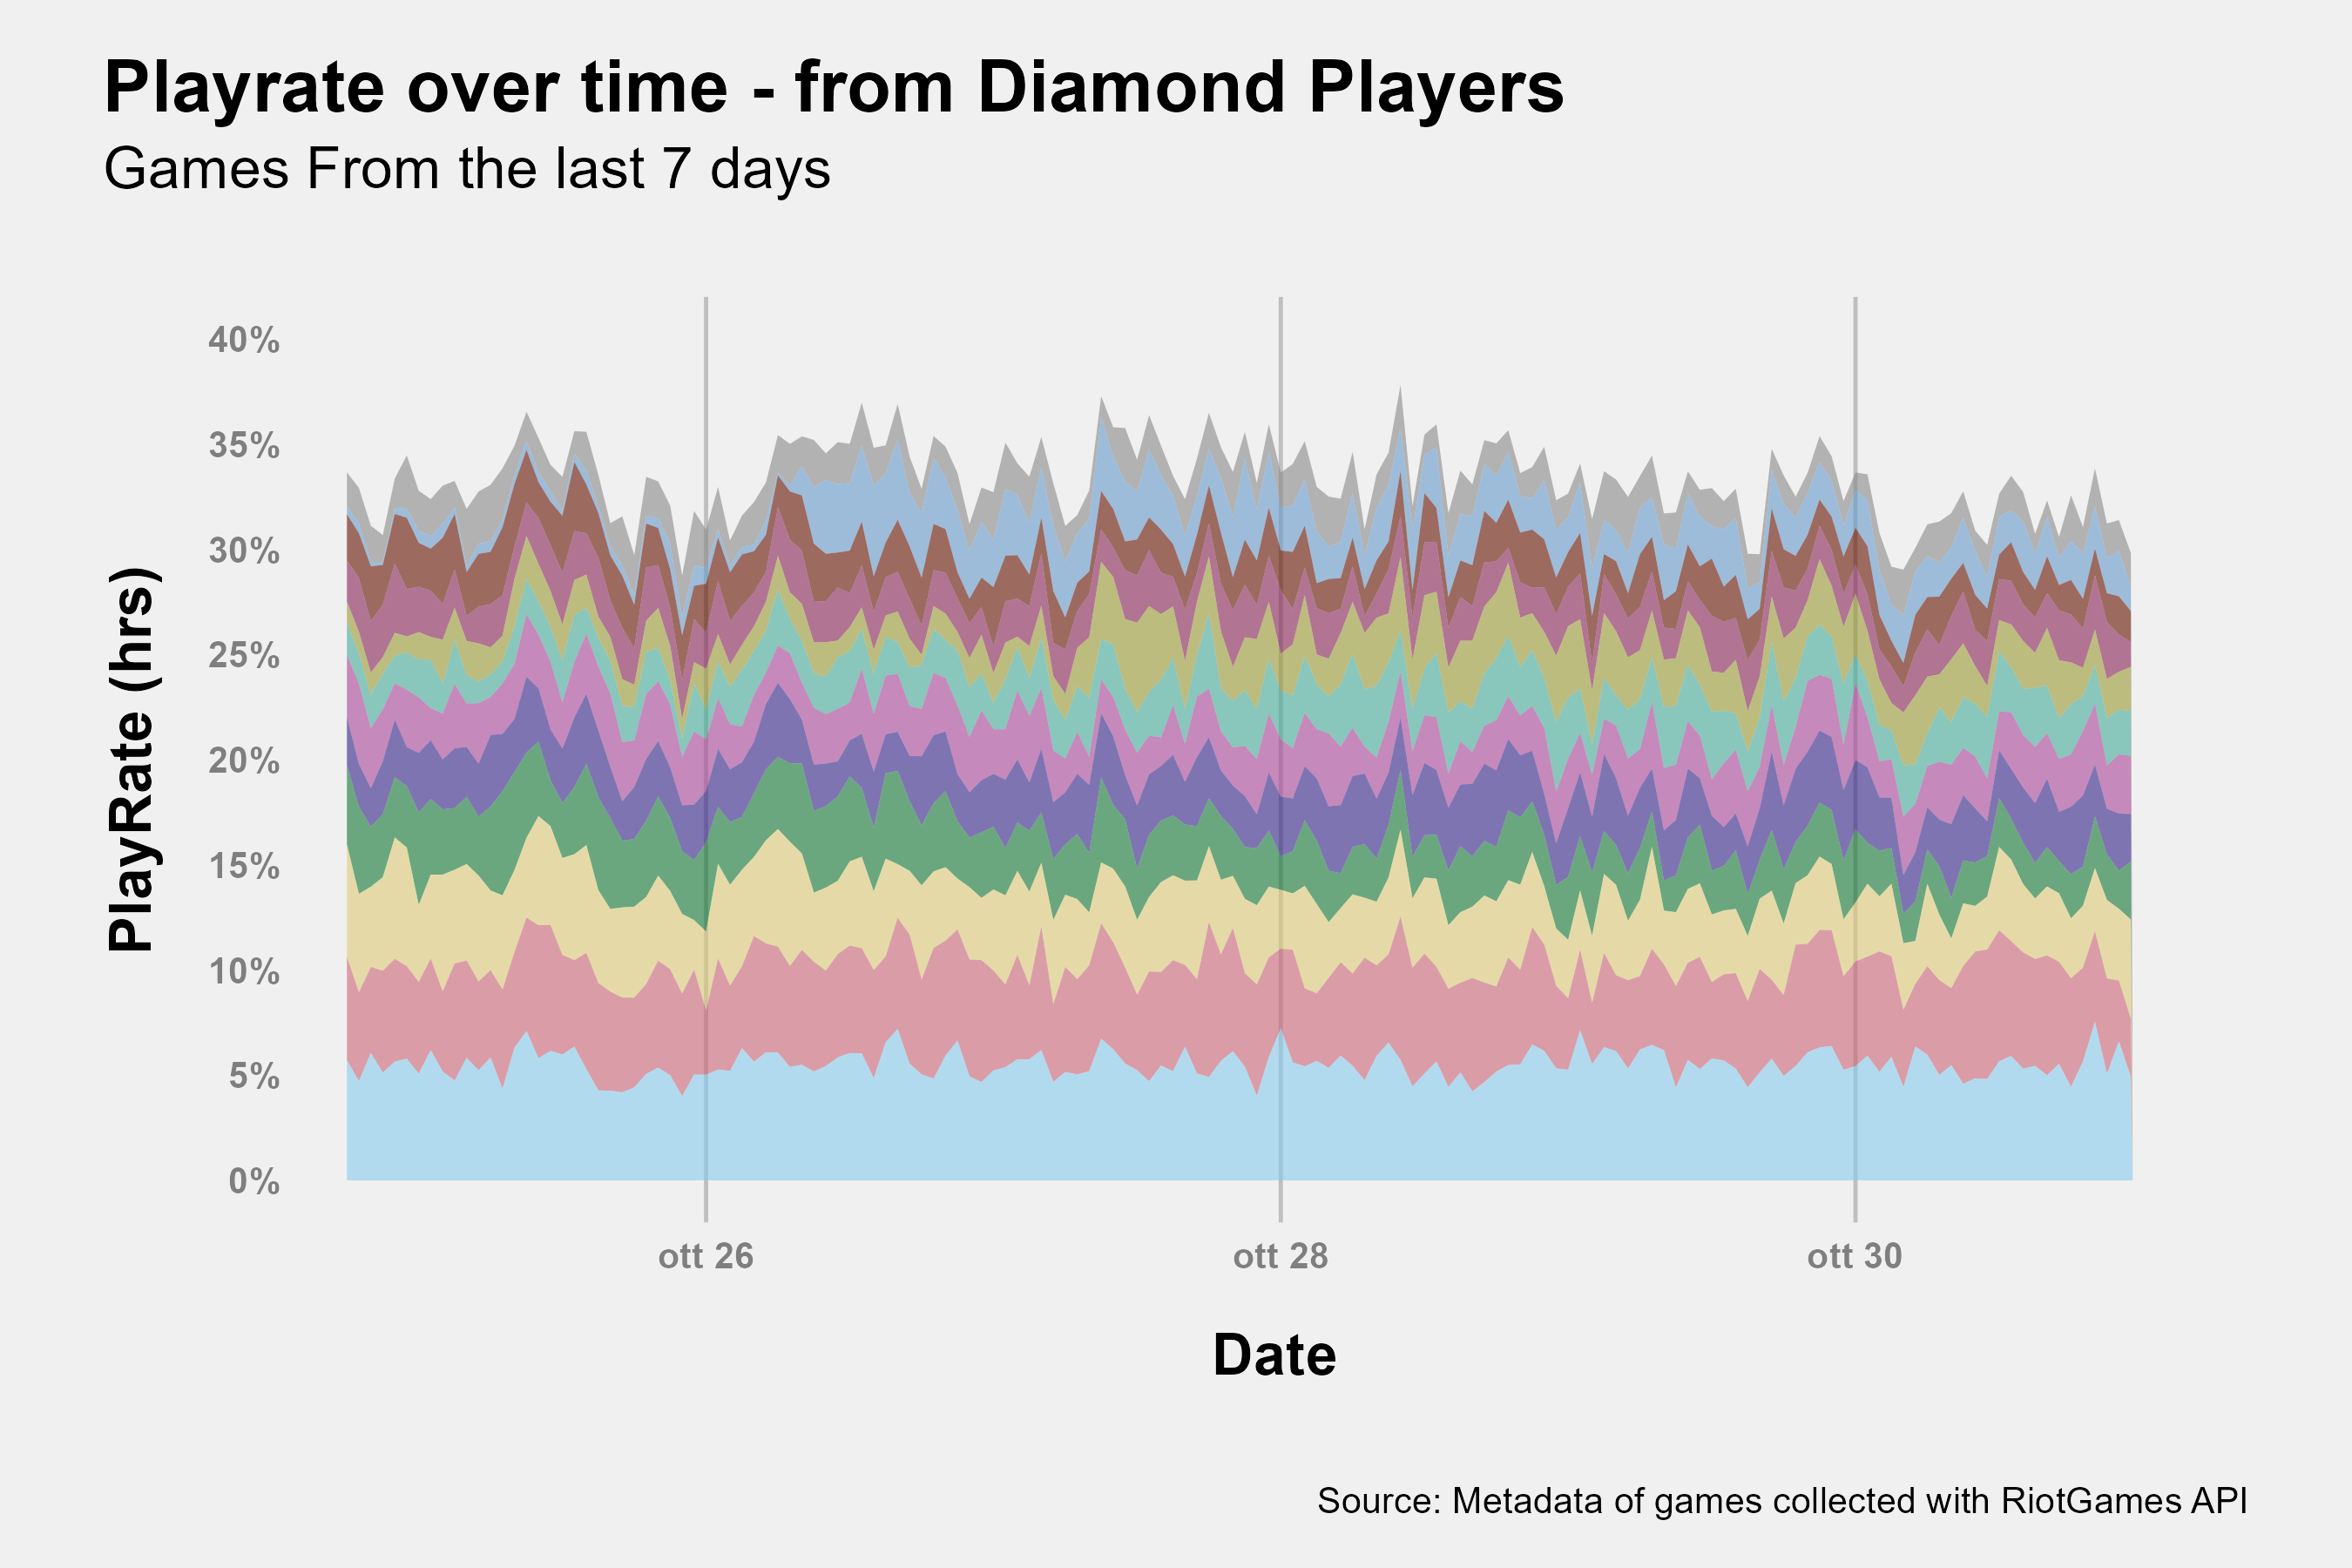 Playrate over time - from Diamond Players
Games From the last 7 days
PlayRate (hrs)
40%
35%
30%
25%
20%
15%
10%
5%
0%
ott 26
ott 28
ott 30
Date
Source: Metadata of games collected with RiotGames API